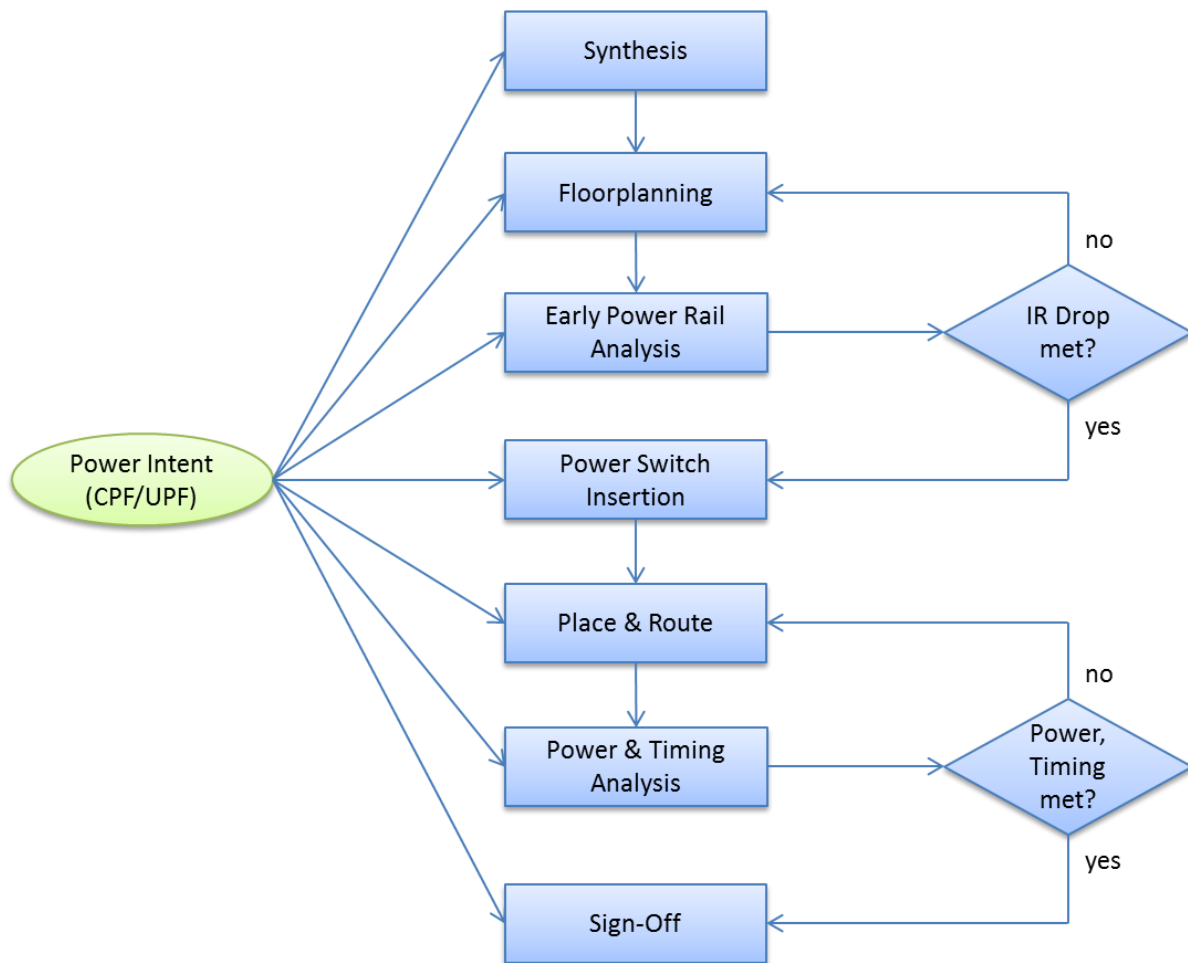 Synthesis
Floorplanning
no
Early Power Rail
Analysis
IR Drop
met?
yes
Power Intent
(CPF/UPF)
Power Switch
Insertion
Place & Route
no
Power & Timing
Analysis
Power,
Timing
met?
yes
Sign-Off